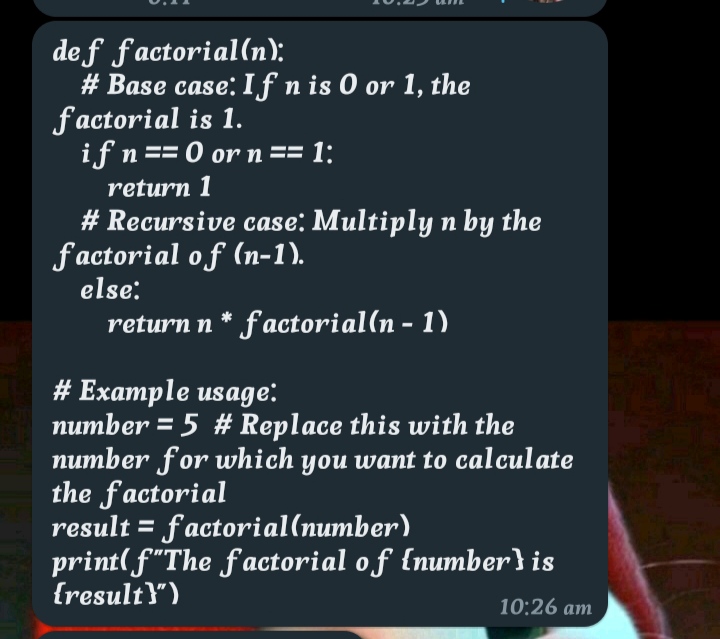 10:25 am
def factorial(n):
# Base case: If n is 0 or 1, the
factorial is 1.
if n == 0 or n == 1:
return 1
# Recursive case: Multiply n by the
factorial of (n-1).
else:
return n * factorial(n - 1)
# Example usage:
number = 5 # Replace this with the
number for which you want to calculate
the factorial
result = factorial(number)
print(f"The factorial of {number} is
{result}")
10:26 am